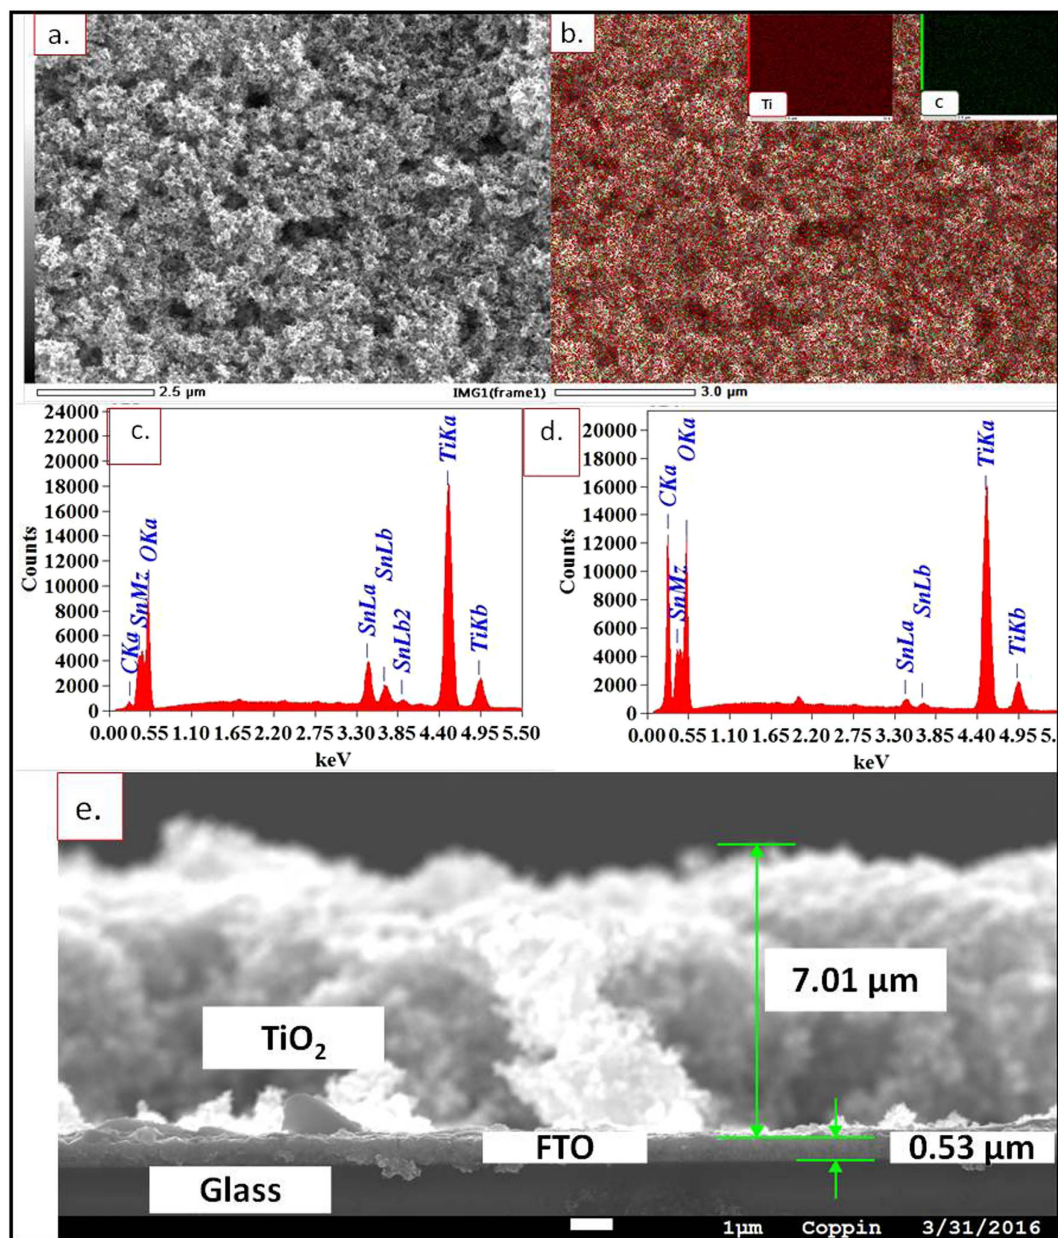 a.
b.
Ti
C
2.5 μm
IMG1(frame1)
3.0 μm
c.
24000
22000
20000
18000
16000
14000
12000
10000
8000
6000
4000
2000
0
Counts
CKa
SnMz
OKa
SnLa
SnLb
SnLb2
TiKa
TiKb
0.00 0.55 1.10 1.65 2.20 2.75 3.30 3.85 4.40 4.95 5.50
keV
d.
20000
18000
16000
14000
12000
10000
8000
6000
4000
2000
0
Counts
CKa
SnMz
OKa
SnLa
SnLb
TiKa
TiKb
0.00 0.55 1.10 1.65 2.20 2.75 3.30 3.85 4.40 4.95 5.
keV
e.
7.01 μm
TiO₂
FTO
0.53 μm
Glass
1μm Coppin 3/31/2016